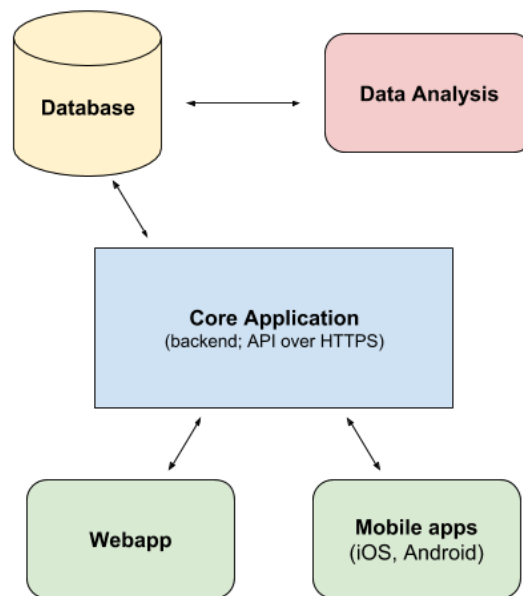 Database
Data Analysis
Core Application
(backend; API over HTTPS)
Webapp
Mobile apps
(iOS, Android)